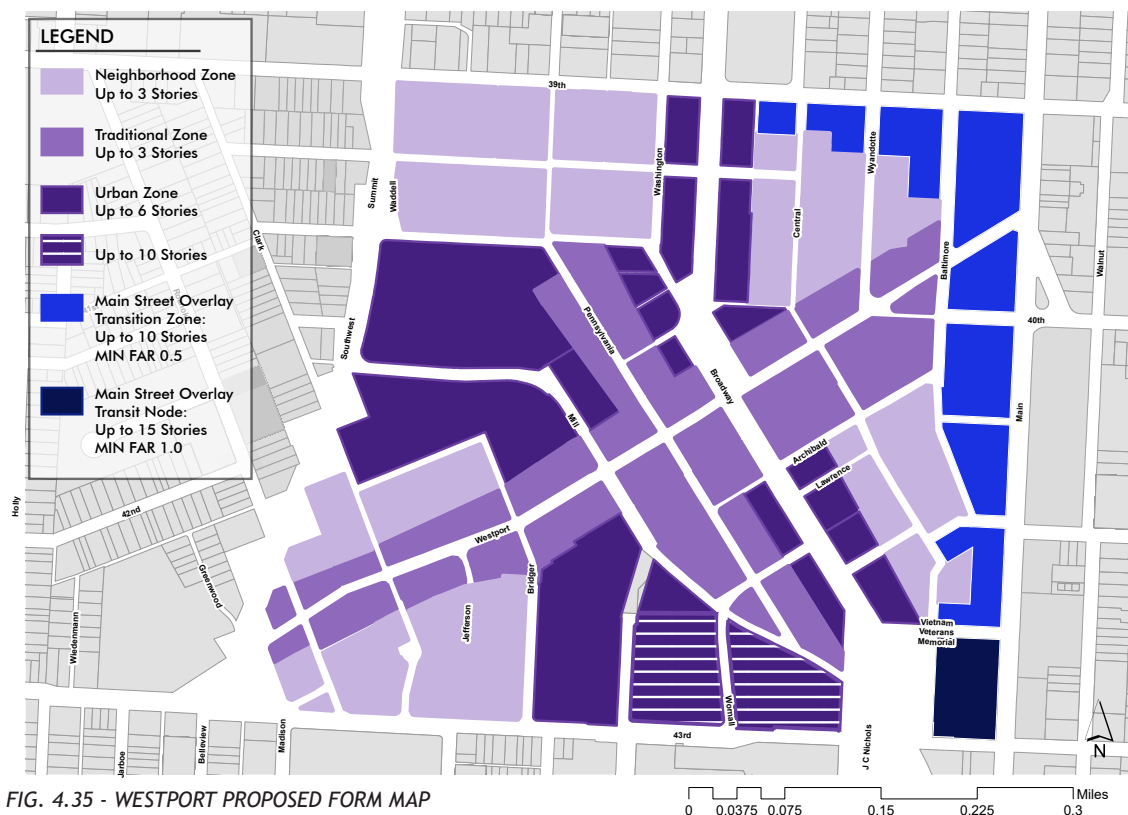 LEGEND
Neighborhood Zone
Up to 3 Stories
Traditional Zone
Up to 3 Stories
Urban Zone
Up to 6 Stories
Up to 10 Stories
Main Street Overlay
Transition Zone:
Up to 10 Stories
MIN FAR 0.5
Main Street Overlay
Transit Node:
Up to 15 Stories
MIN FAR 1.0
39th
Summit
Waddell
Washington
Central
Wyandotte
Baltimore
Walnut
Clark
Southwest
Pennsylvania
Broadway
40th
Main
Mill
Archibald
Lawrence
Holly
42nd
Westport
Greenwood
Bridger
Jefferson
Wiedenmann
Vietnam
Veterans
Memorial
Wornall
43rd
Madison
Belleview
Jarboe
J C Nichols
N
FIG. 4.35 - WESTPORT PROPOSED FORM MAP
Miles
0 0.0375 0.075 0.15 0.225 0.3